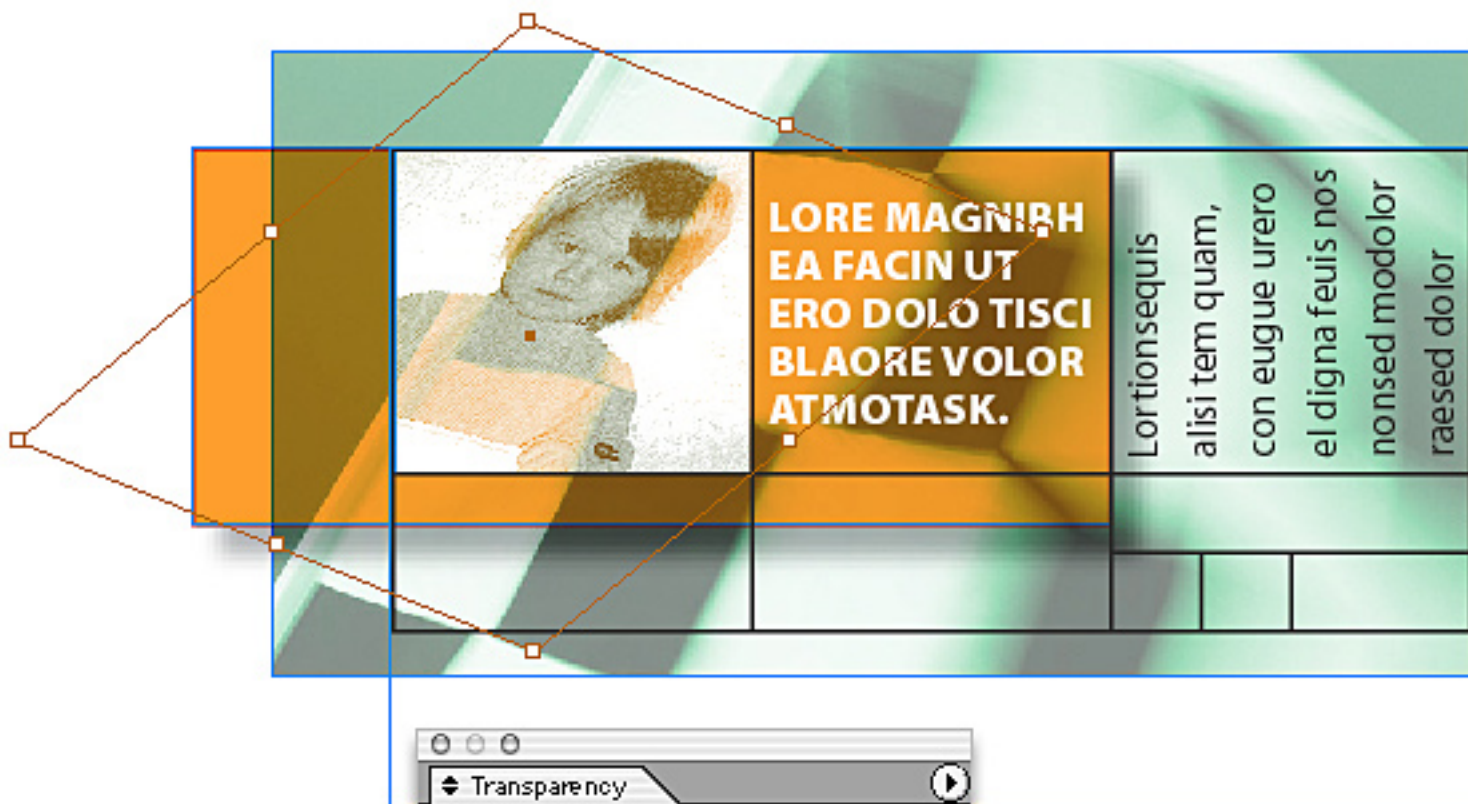 LORE MAGNIBH
EA FACIN UT
ERO DOLO TISCI
BLAORE VOLOR
ATMOTASK.
Lortionsequis
alisi tem quam,
con eugue urero
el digna feuis nos
nonsed modolor
raesed dolor
Transparency